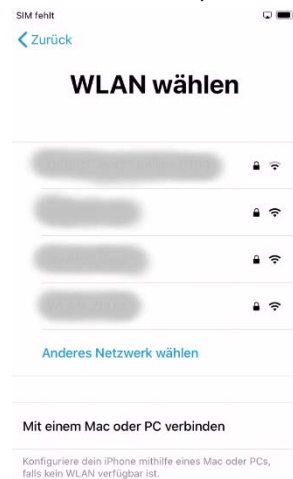 SIM fehlt
Zurück
WLAN wählen
Anderes Netzwerk wählen
Mit einem Mac oder PC verbinden
Konfiguriere dein iPhone mithilfe eines Mac oder PCs,
falls kein WLAN verfügbar ist.